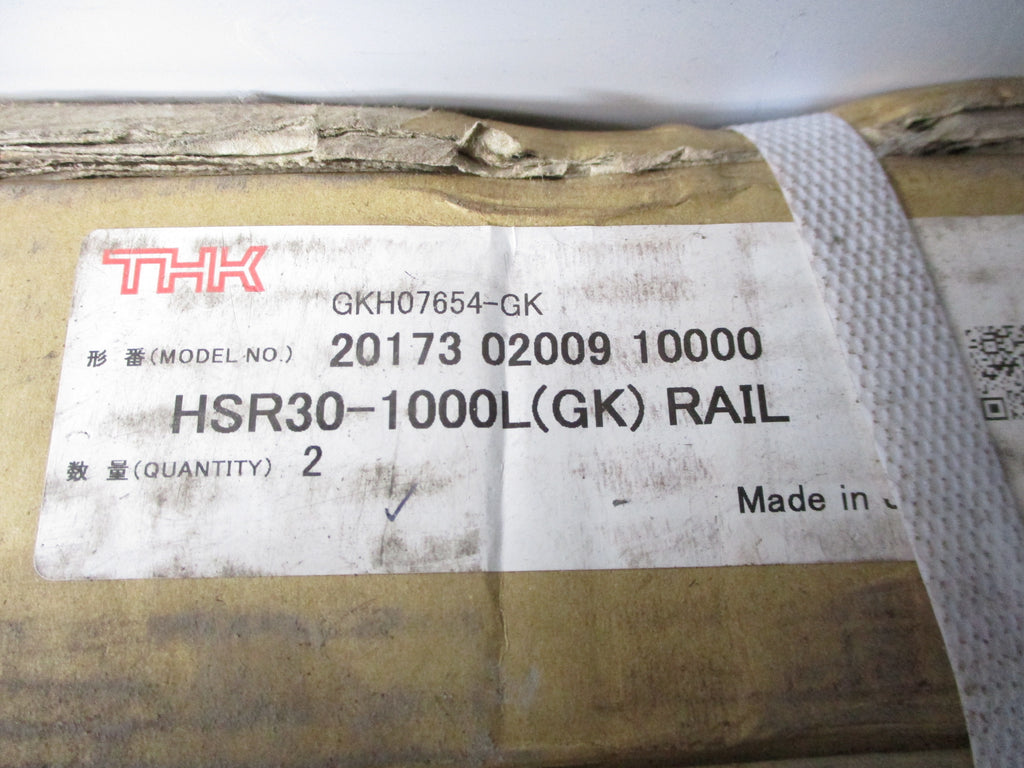 THK
GKH07654-GK
形 番(MODEL NO.) 20173 02009 10000
HSR30-1000L(GK) RAIL
数 量(QUANTITY) 2
Made in